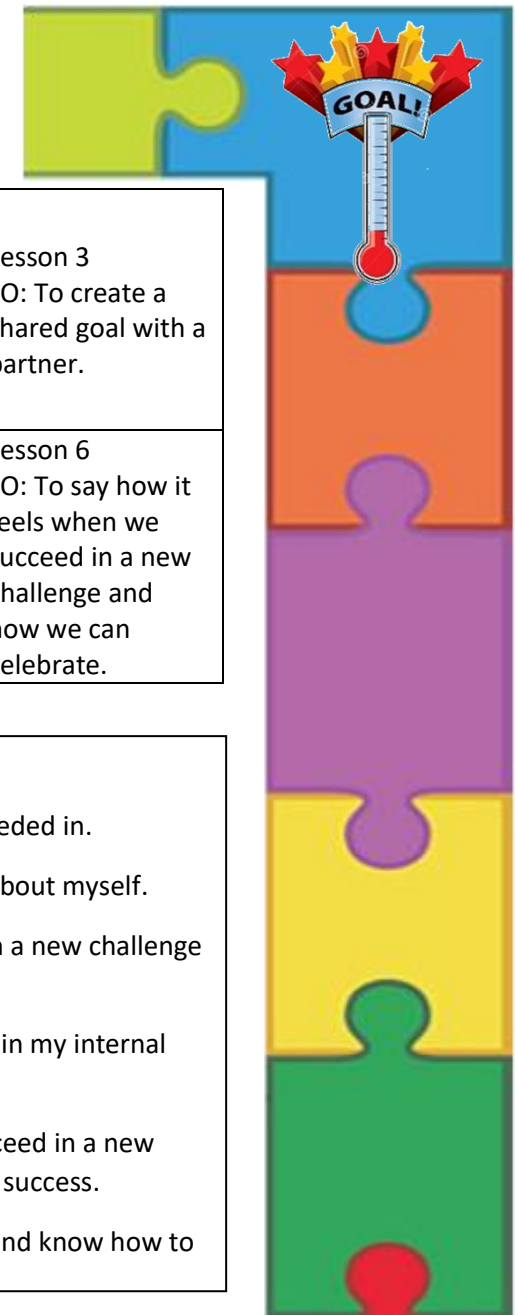 GOAL!
esson 3
O: To create a
hared goal with a
partner.
esson 6
O: To say how it
eels when we
ucceed in a new
hallenge and
how we can
elebrate.
eded in.
bout myself.
a new challenge
in my internal
ceed in a new
success.
nd know how to